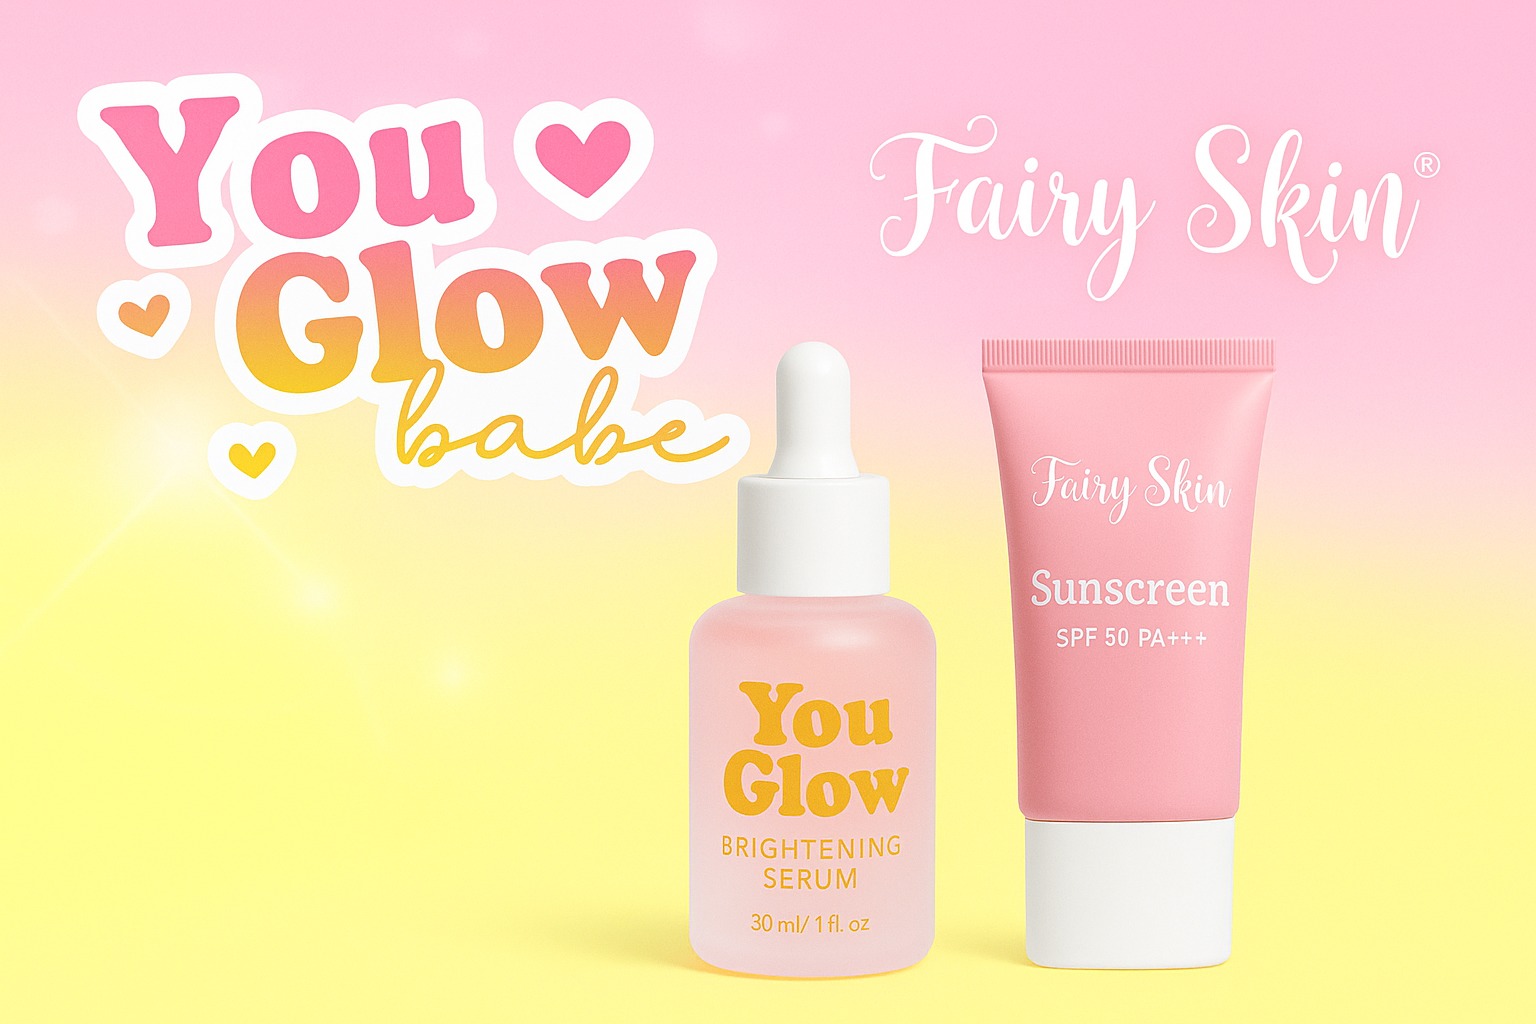 You
Glow
babe
Fairy Skin®
You
Glow
BRIGHTENING
SERUM
30 ml/ 1 fl. oz
Fairy Skin
Sunscreen
SPF 50 PA+++